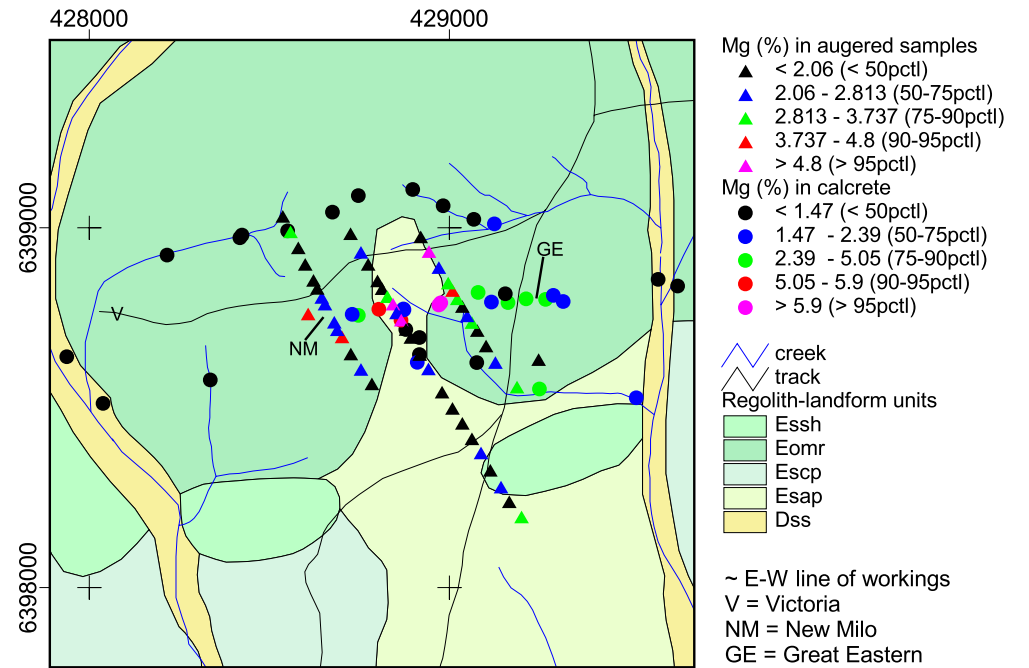 428000
429000
6399000
6398000
V
NM
GE
Mg (%) in augered samples
< 2.06 (< 50pctl)
2.06 - 2.813 (50-75pctl)
2.813 - 3.737 (75-90pctl)
3.737 - 4.8 (90-95pctl)
> 4.8 (> 95pctl)
Mg (%) in calcrete
< 1.47 (< 50pctl)
1.47 - 2.39 (50-75pctl)
2.39 - 5.05 (75-90pctl)
5.05 - 5.9 (90-95pctl)
> 5.9 (> 95pctl)
creek
track
Regolith-landform units
Essh
Eomr
Escp
Esap
Dss
~ E-W line of workings
V = Victoria
NM = New Milo
GE = Great Eastern